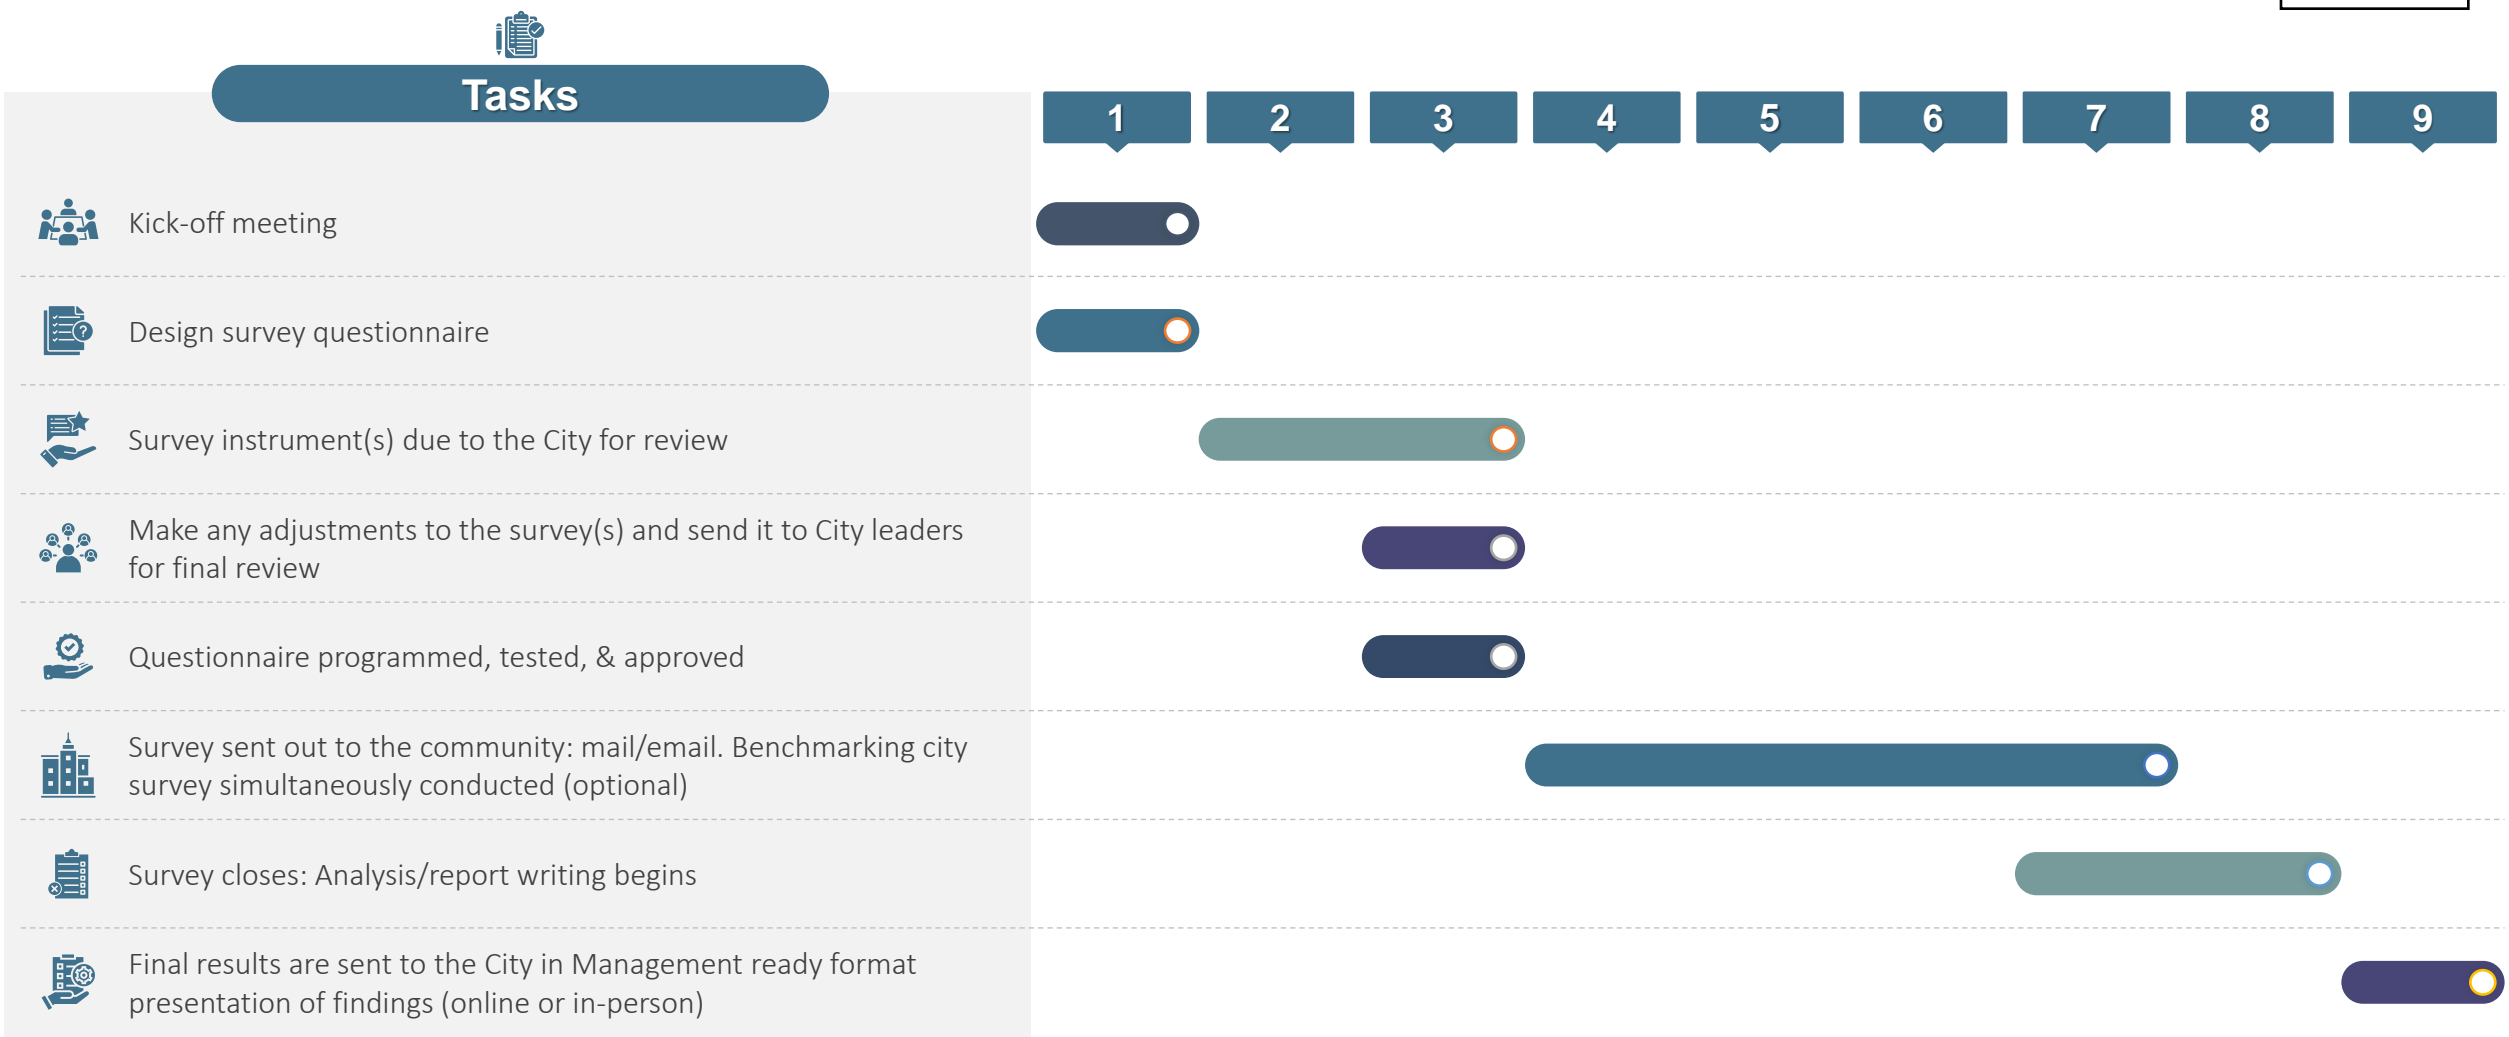 Tasks
1 2 3 4 5 6 7 8 9
Kick-off meeting
Design survey questionnaire
?
Survey instrument(s) due to the City for review
Make any adjustments to the survey(s) and send it to City leaders
for final review
Questionnaire programmed, tested, & approved
Survey sent out to the community: mail/email. Benchmarking city
survey simultaneously conducted (optional)
Survey closes: Analysis/report writing begins
Final results are sent to the City in Management ready format
presentation of findings (online or in-person)